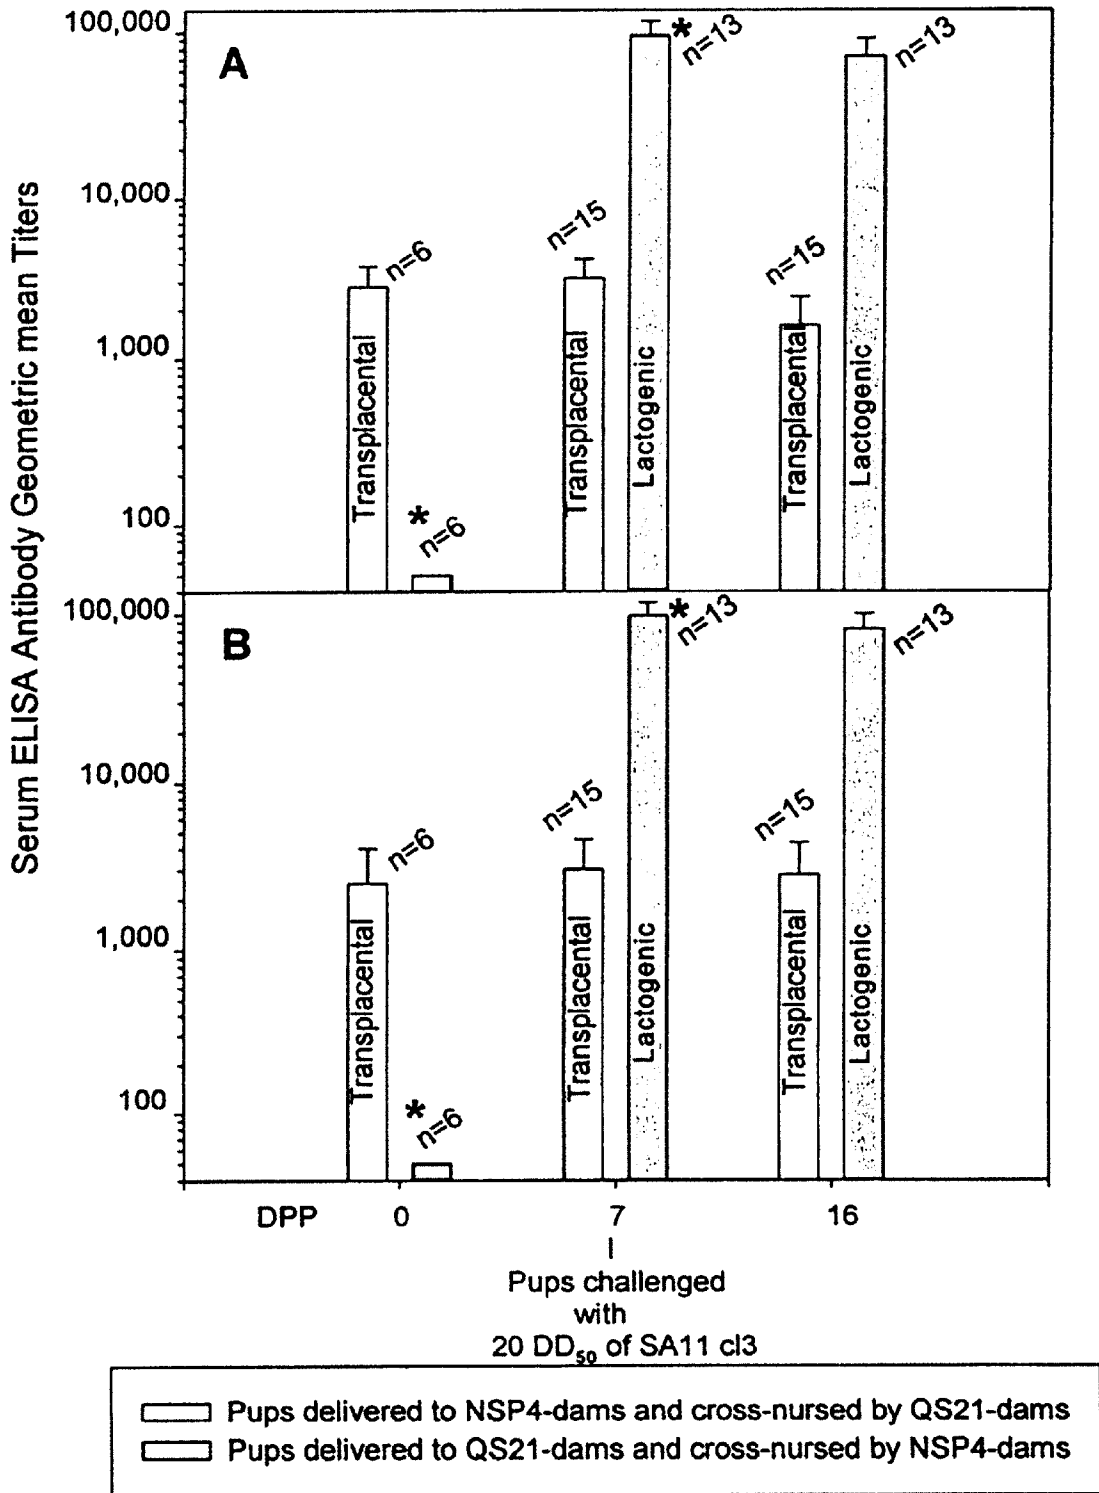 Serum ELISA Antibody Geometric mean Titers
A
100,000
10,000
1,000
100
n=6
Transplacental
*
n=6
n=15
Transplacental
*
n=13
Lactogenic
n=15
Transplacental
n=13
Lactogenic
B
100,000
10,000
1,000
100
n=6
Transplacental
*
n=6
n=15
Transplacental
*
n=13
Lactogenic
n=15
Transplacental
n=13
Lactogenic
DPP 0 7 16
Pups challenged
with
20 DD₅₀ of SA11 cl3
Pups delivered to NSP4-dams and cross-nursed by QS21-dams
Pups delivered to QS21-dams and cross-nursed by NSP4-dams